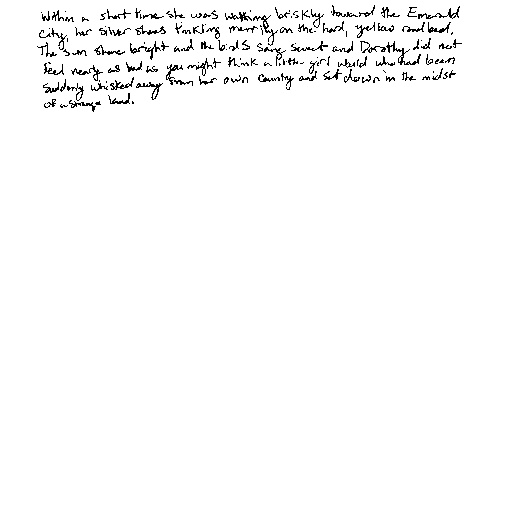 Within a short time she was walking briskly toward the Emerald
City, her silver shoes tinkling merrily on the hard, yellow roadbed.
The sun shone bright and the birds sang sweet and Dorothy did not
feel nearly as bad as you might think a little girl would who had been
suddenly whisked away from her own country and set down in the midst
of a strange land.